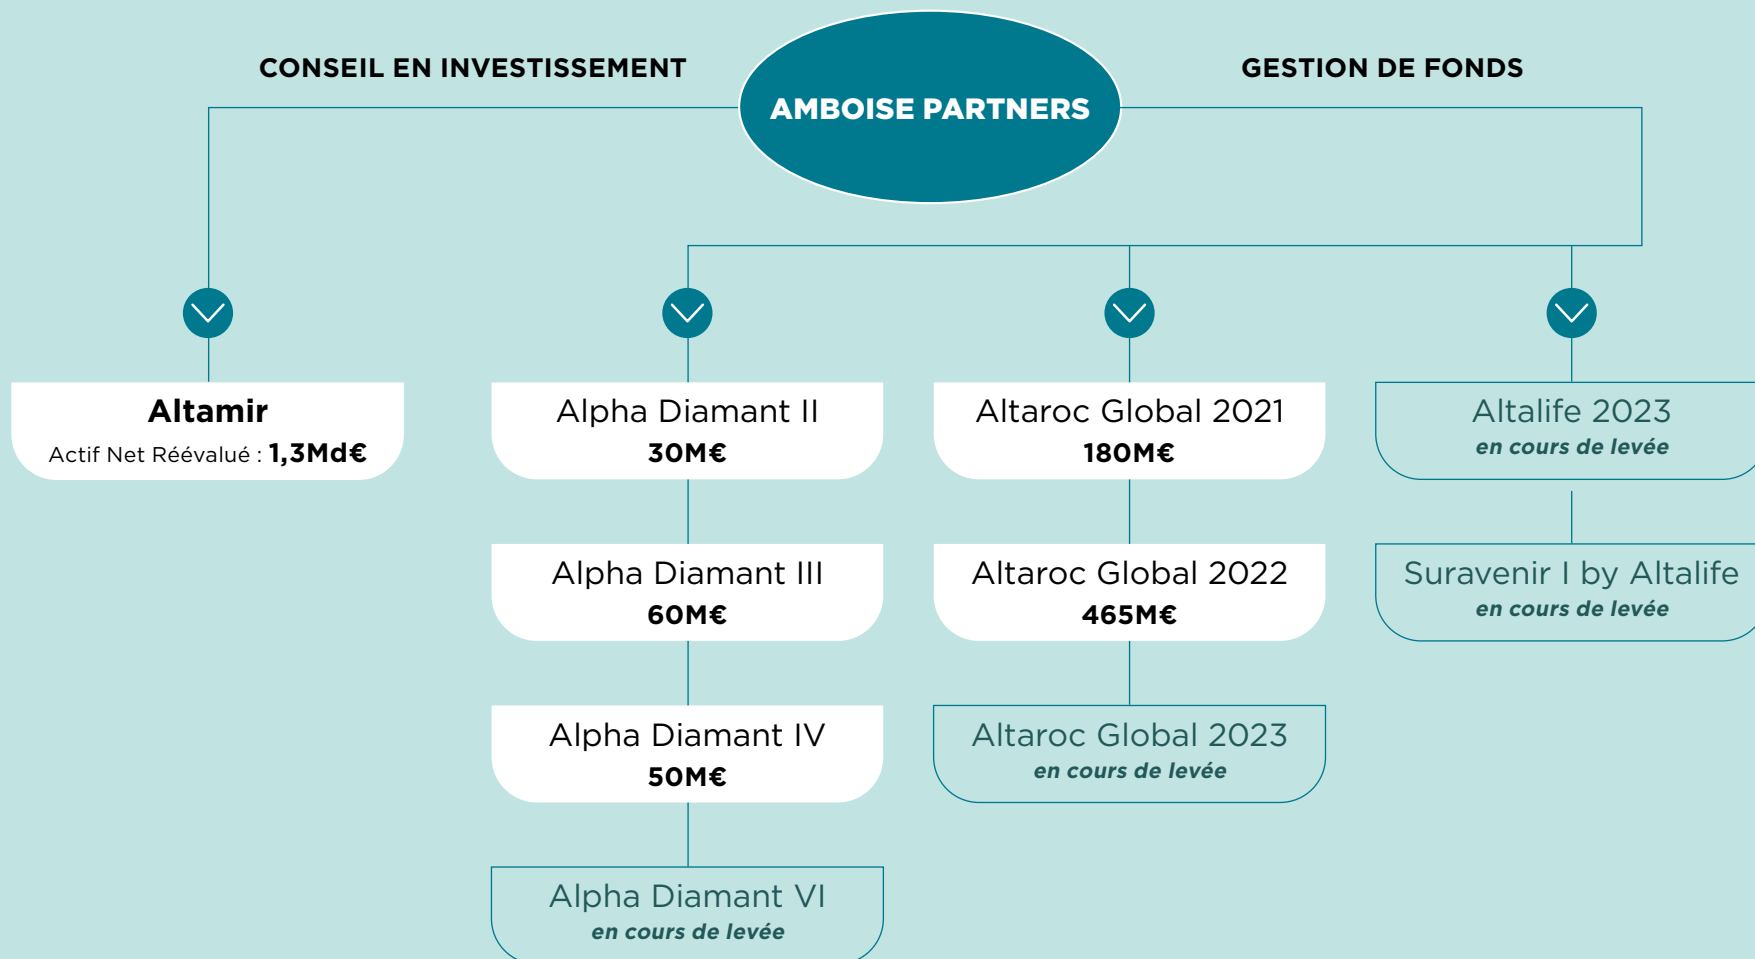 CONSEIL EN INVESTISSEMENT
AMBOISE PARTNERS
GESTION DE FONDS
Altamir
Actif Net Réévalué : 1,3Md€
Alpha Diamant II
30M€
Alpha Diamant III
60M€
Alpha Diamant IV
50M€
Alpha Diamant VI
en cours de levée
Altaroc Global 2021
180M€
Altaroc Global 2022
465M€
Altaroc Global 2023
en cours de levée
Altalife 2023
en cours de levée
Suravenir I by Altalife
en cours de levée